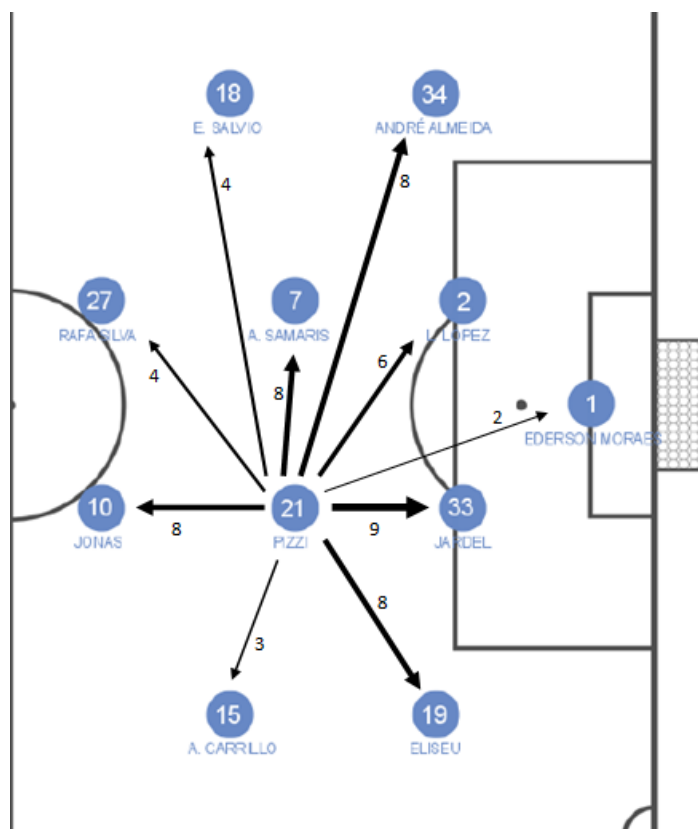 18
34
E. SALVIO
ANDRÉ ALMEIDA
4
8
27
7
2
RAFA SILVA
A. SAMARIS
L. LOPEZ
4
8
6
1
2
EDERSON MORAES
10
21
33
8
9
JONAS
PIZZI
JARDEL
8
3
15
19
A. CARRILLO
ELISEU